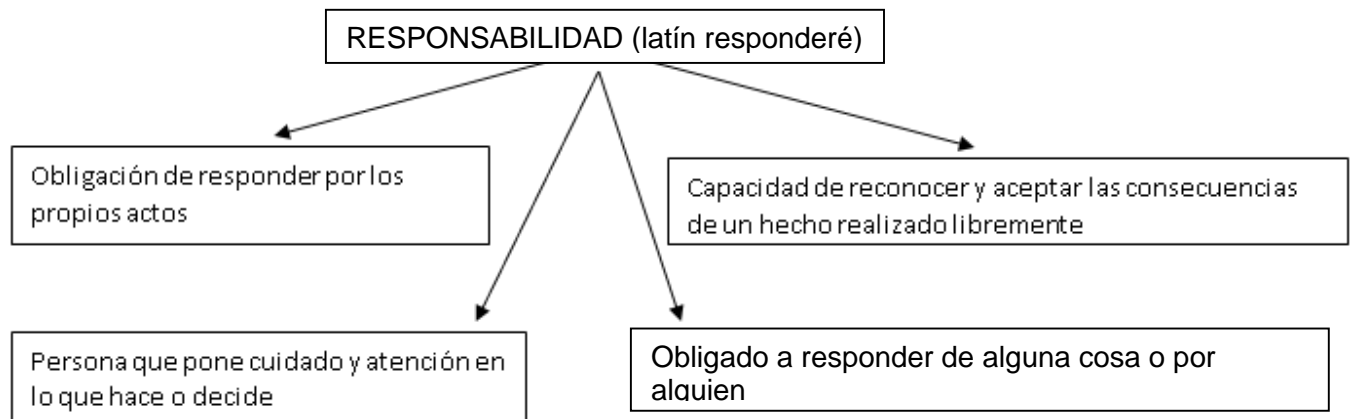 RESPONSABILIDAD (latín responderé)
Obligación de responder por los
propios actos
Capacidad de reconocer y aceptar las consecuencias
de un hecho realizado libremente
Persona que pone cuidado y atención en
lo que hace o decide
Obligado a responder de alguna cosa o por
alguien